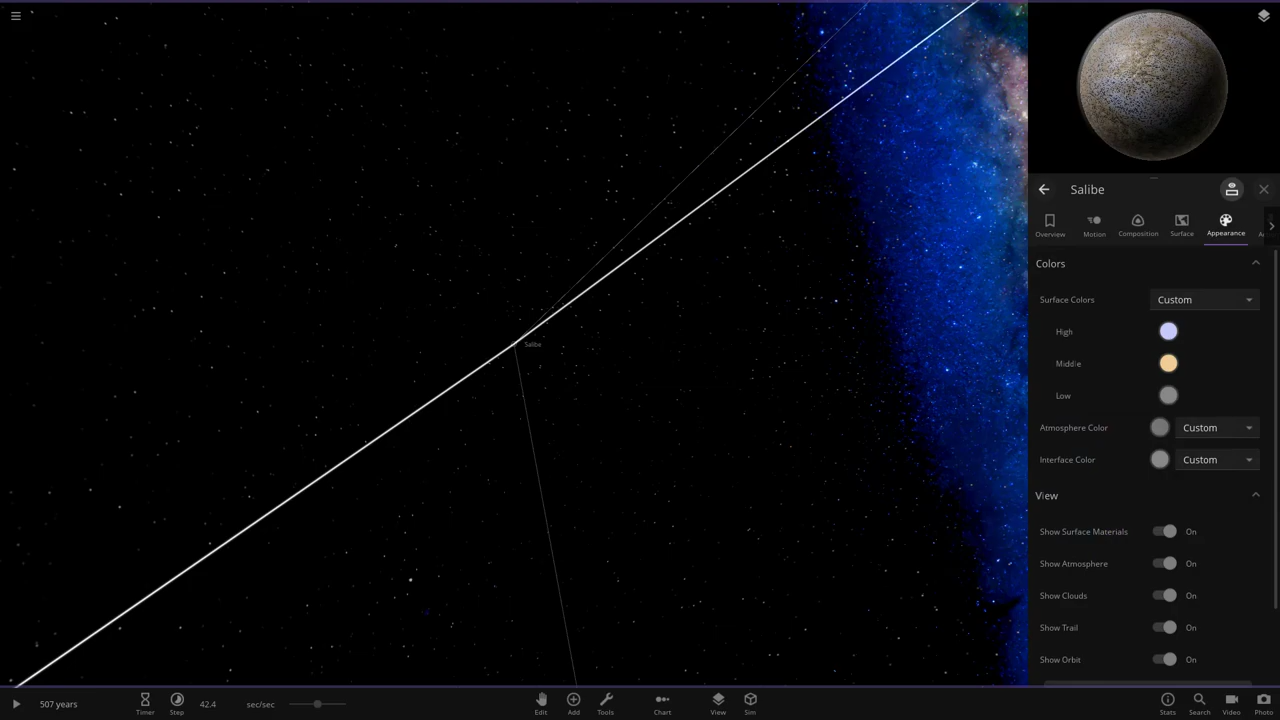 Salibe
Salibe
Overview
Motion
Composition
Surface
Appearance
Colors
Surface Colors
Custom
High
Middle
Low
Atmosphere Color
Custom
Interface Color
Custom
View
Show Surface Materials
On
Show Atmosphere
On
Show Clouds
On
Show Trail
On
Show Orbit
On
507 years
Timer
Step
42.4
sec/sec
Edit
Add
Tools
Chart
View
Sim
Stats
Search
Video
Photo